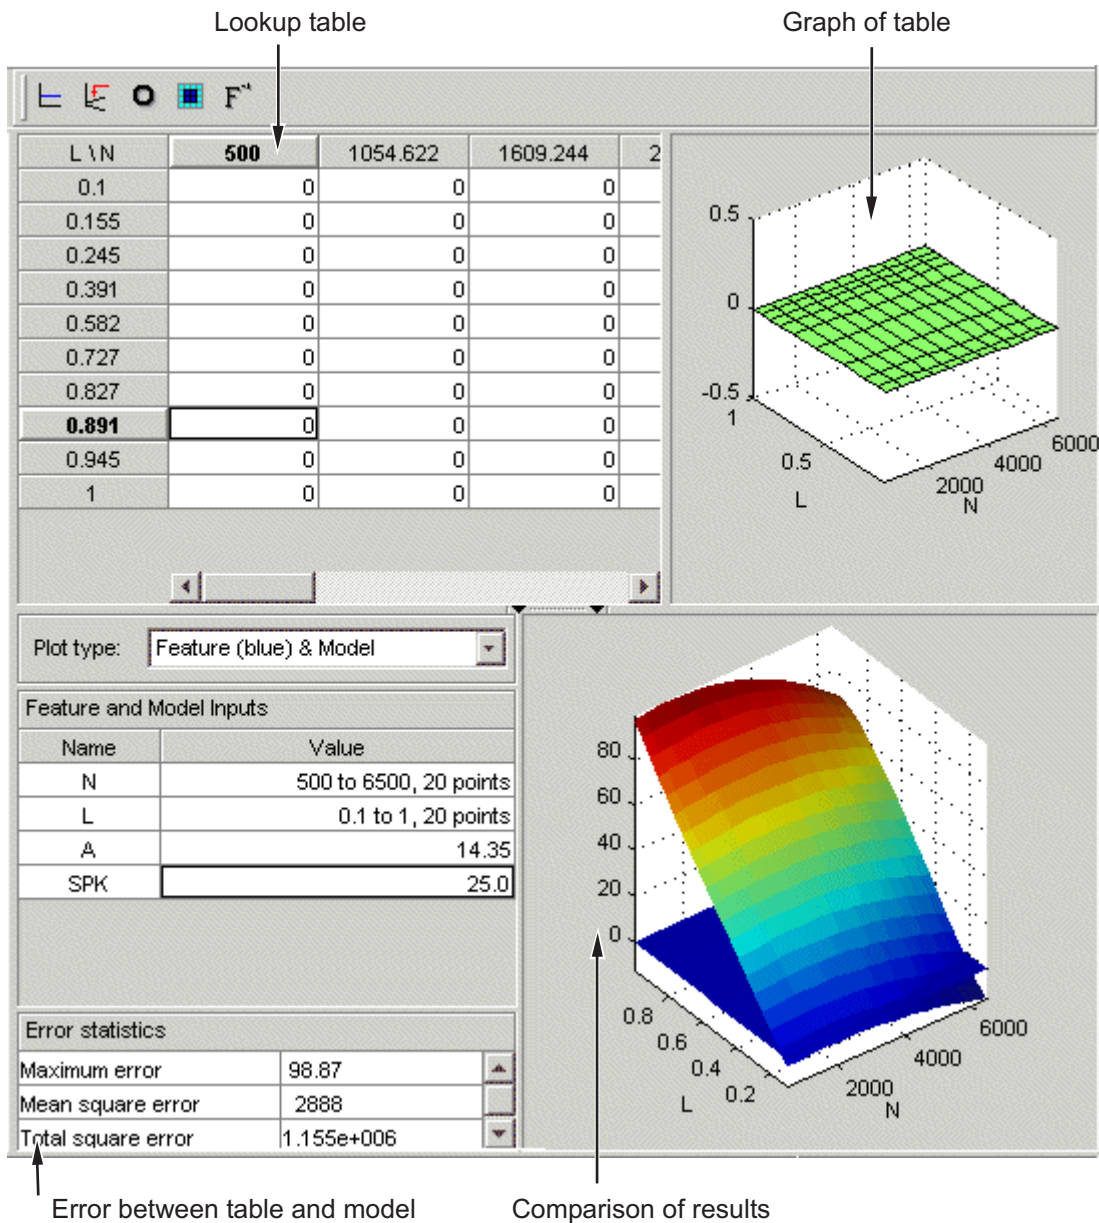 Lookup table
Graph of table
F⁻¹
L \ N 500 1054.622 1609.244 2
0.1 0 0 0
0.155 0 0 0
0.245 0 0 0
0.391 0 0 0
0.582 0 0 0
0.727 0 0 0
0.827 0 0 0
0.891 0 0 0
0.945 0 0 0
1 0 0 0
0.5
0
-0.5
1
0.5
L
2000
4000
6000
N
Plot type: Feature (blue) & Model
Feature and Model Inputs
Name Value
N 500 to 6500, 20 points
L 0.1 to 1, 20 points
A 14.35
SPK 25.0
Error statistics
Maximum error 98.87
Mean square error 2888
Total square error 1.155e+006
80
60
40
20
0
0.8
0.6
0.4
0.2
L
2000
4000
6000
N
Error between table and model
Comparison of results